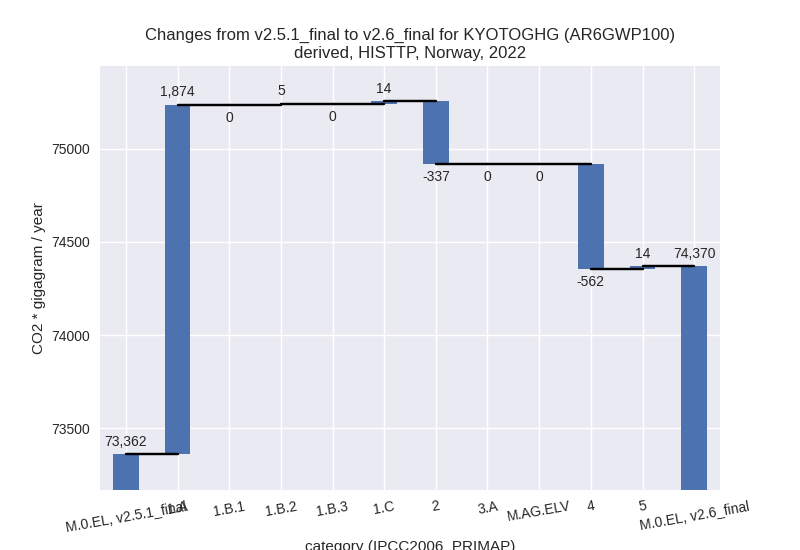 Changes from v2.5.1_final to v2.6_final for KYOTOGHG (AR6GWP100)
derived, HISTTP, Norway, 2022
CO2 * gigagram / year
75000
74500
74000
73500
73,362
1,874
0
5
0
14
-337
0
0
-562
14
74,370
M.0.EL, v2.5.1_final
1.A
1.B.1
1.B.2
1.B.3
1.C
2
3.A
M.AG.ELV
4
5
M.0.EL, v2.6_final
category (IPCC2006_PRIMAP)